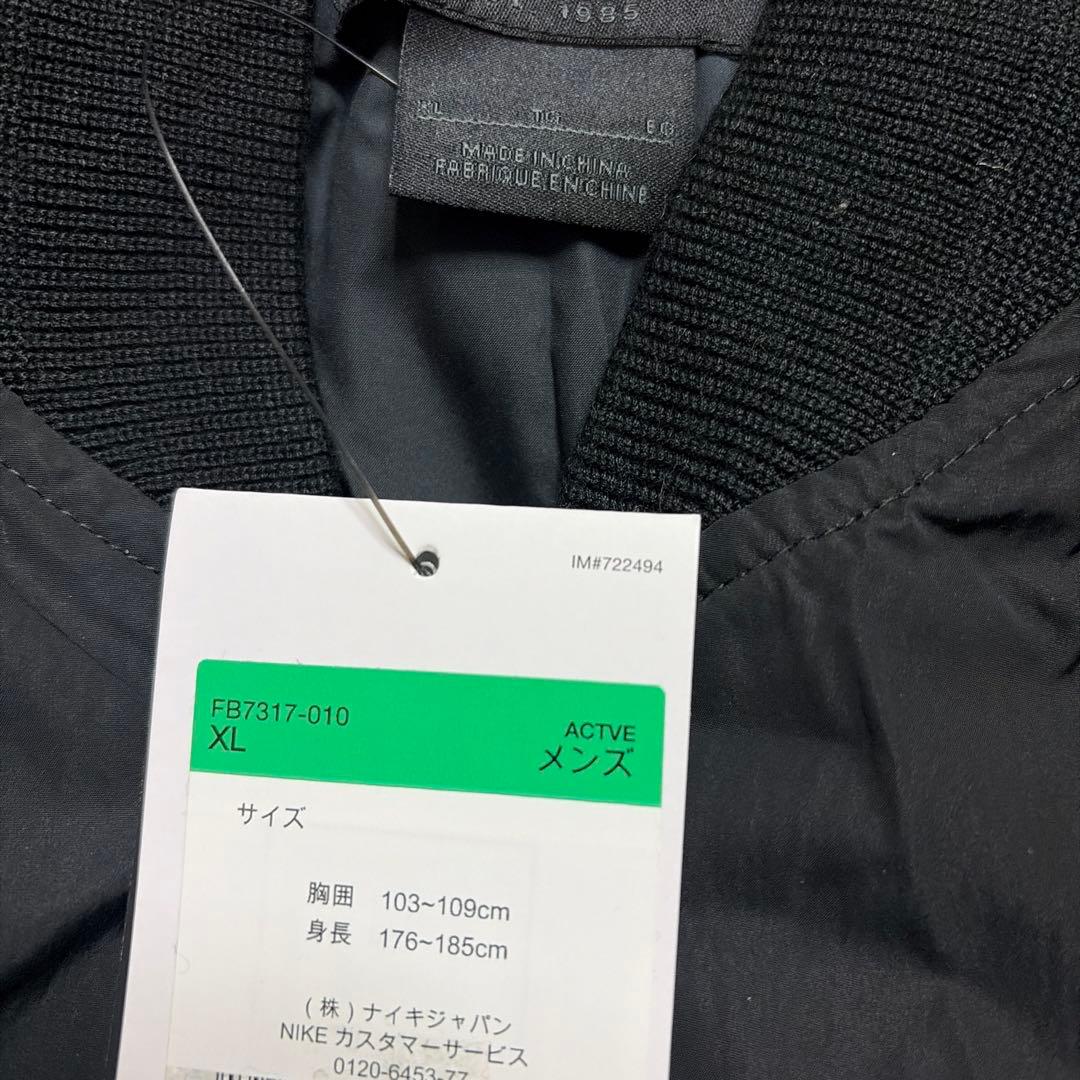 1985
XL TG EG
MADE IN CHINA
FABRIQUE EN CHINE
IM#722494
FB7317-010
XL
ACTVE
メンズ
サイズ
胸囲 103~109cm
身長 176~185cm
(株)ナイキジャパン
NIKE カスタマーサービス
0120-6453-77